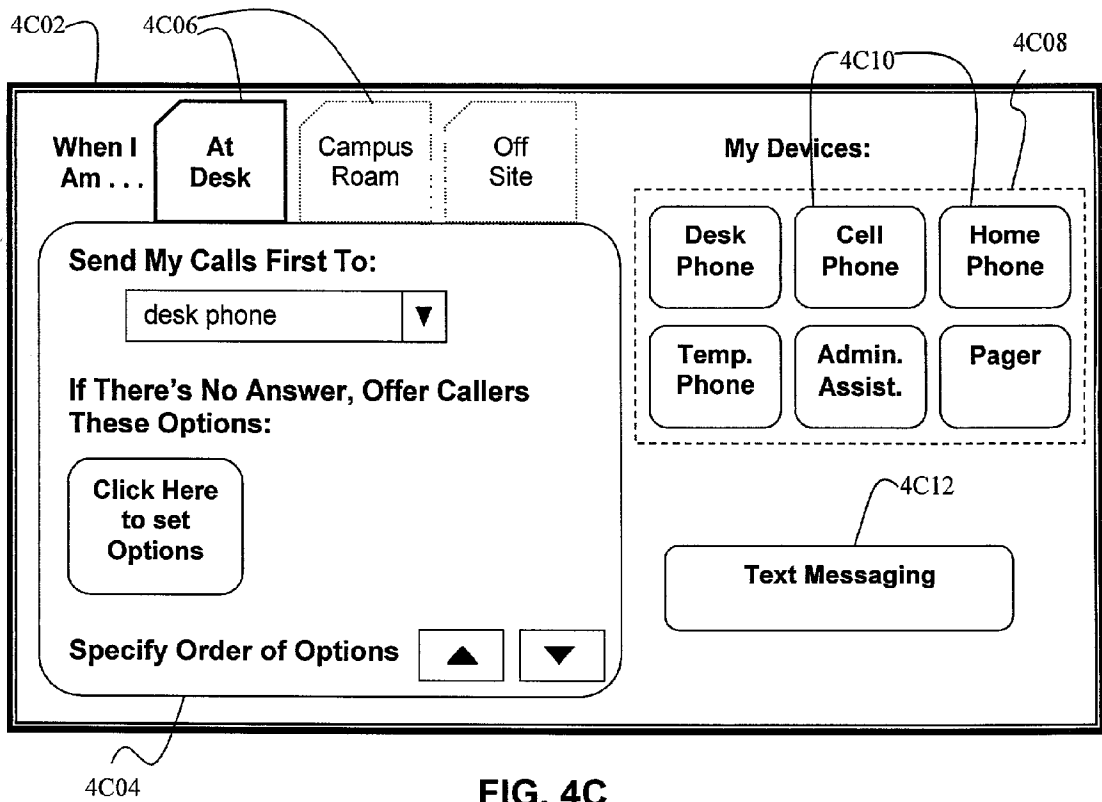 4C02
4C06
4C10
4C08
When I
Am . . .
At
Desk
Campus
Roam
Off
Site
My Devices:
Send My Calls First To:
desk phone
If There's No Answer, Offer Callers
These Options:
Click Here
to set
Options
Specify Order of Options
Desk
Phone
Cell
Phone
Home
Phone
Temp.
Phone
Admin.
Assist.
Pager
4C12
Text Messaging
4C04
FIG. 4C